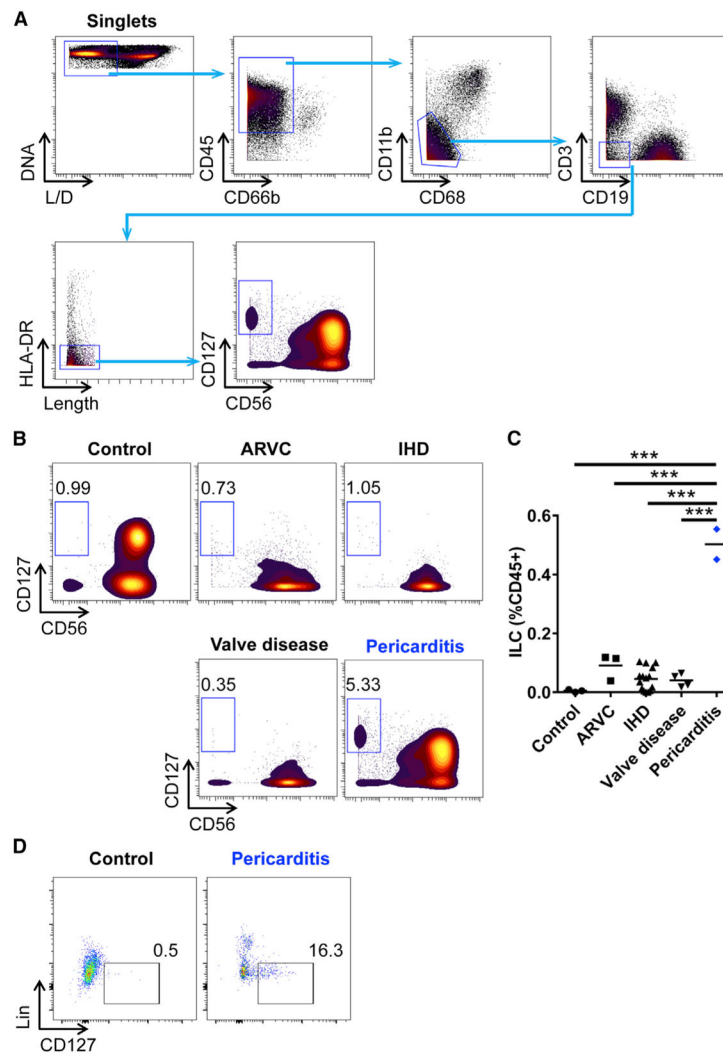 A
Singlets
DNA
L/D
CD45
CD66b
CD11b
CD68
CD3
CD19
HLA-DR
Length
CD127
CD56
B
Control
ARVC
IHD
0.99
0.73
1.05
CD127
CD56
Valve disease
Pericarditis
0.35
5.33
CD127
CD56
C
***
***
***
***
ILC (%CD45+)
0.6
0.4
0.2
0.0
Control
ARVC
IHD
Valve disease
Pericarditis
D
Control
Pericarditis
0.5
16.3
Lin
CD127